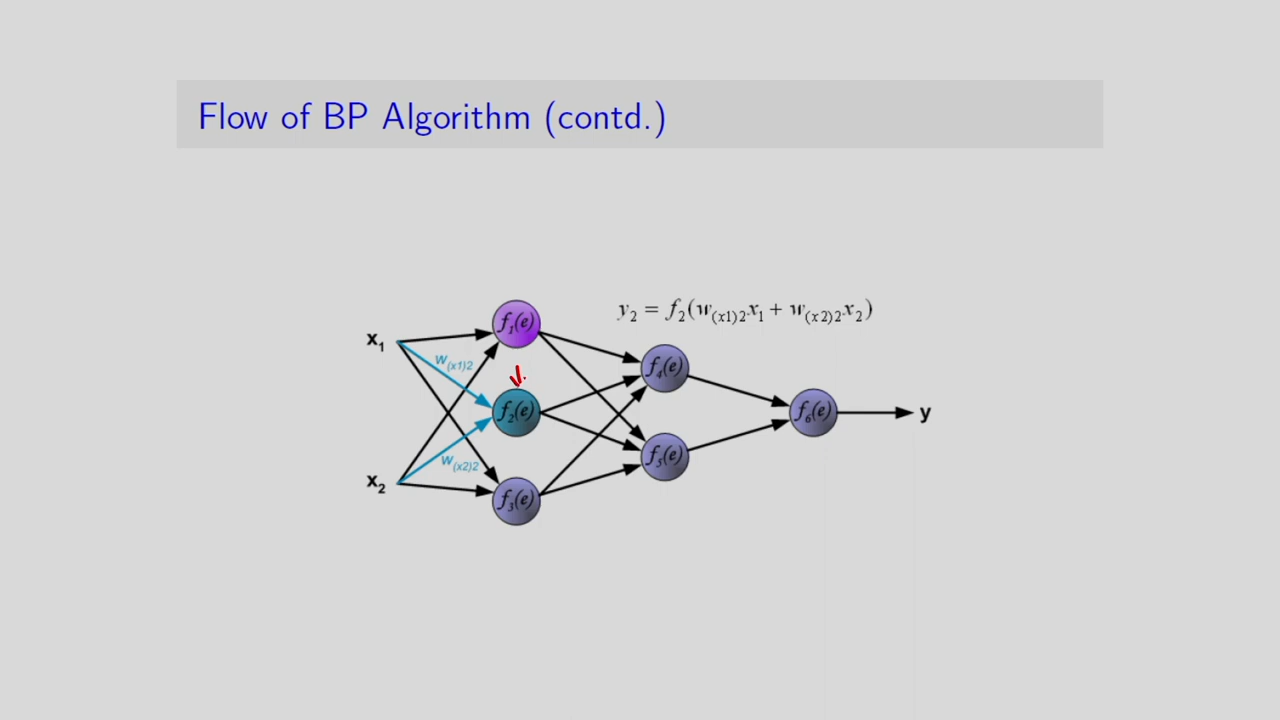 Flow of BP Algorithm (contd.)
y₂ = f₂(w₍ₓ₁₎₂x₁ + w₍ₓ₂₎₂x₂)
f₁(e)
x₁
w₍ₓ₁₎₂
f₄(e)
f₂(e)
f₆(e)
y
w₍ₓ₂₎₂
f₅(e)
x₂
f₃(e)